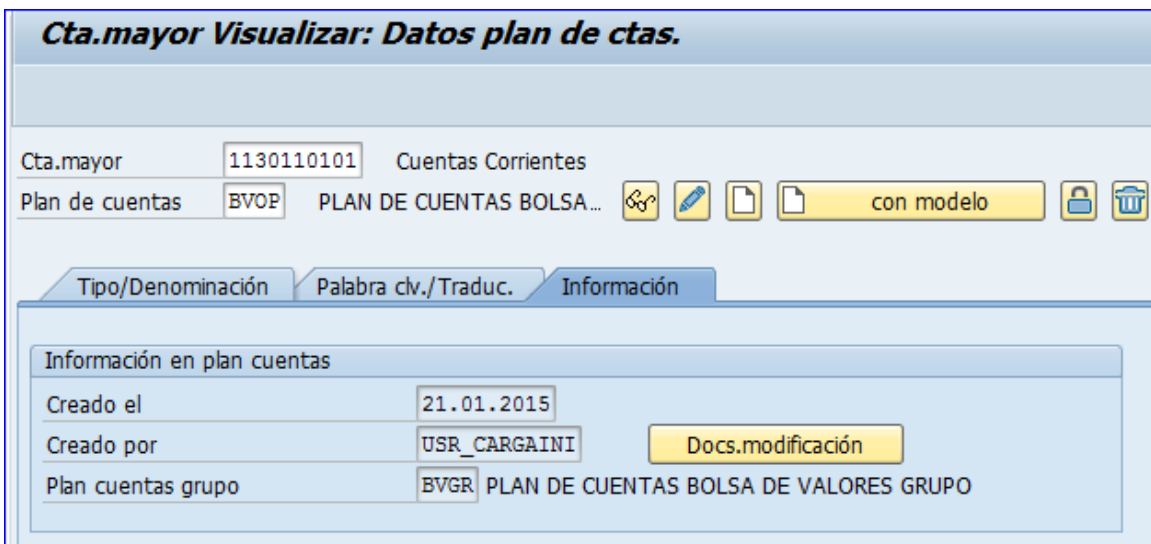 Cta.mayor Visualizar: Datos plan de ctas.
Cta.mayor 1130110101 Cuentas Corrientes
Plan de cuentas BVOP PLAN DE CUENTAS BOLSA... con modelo
Tipo/Denominación Palabra clv./Traduc. Información
Información en plan cuentas
Creado el 21.01.2015
Creado por USR_CARGAINI Docs.modificación
Plan cuentas grupo BVGR PLAN DE CUENTAS BOLSA DE VALORES GRUPO